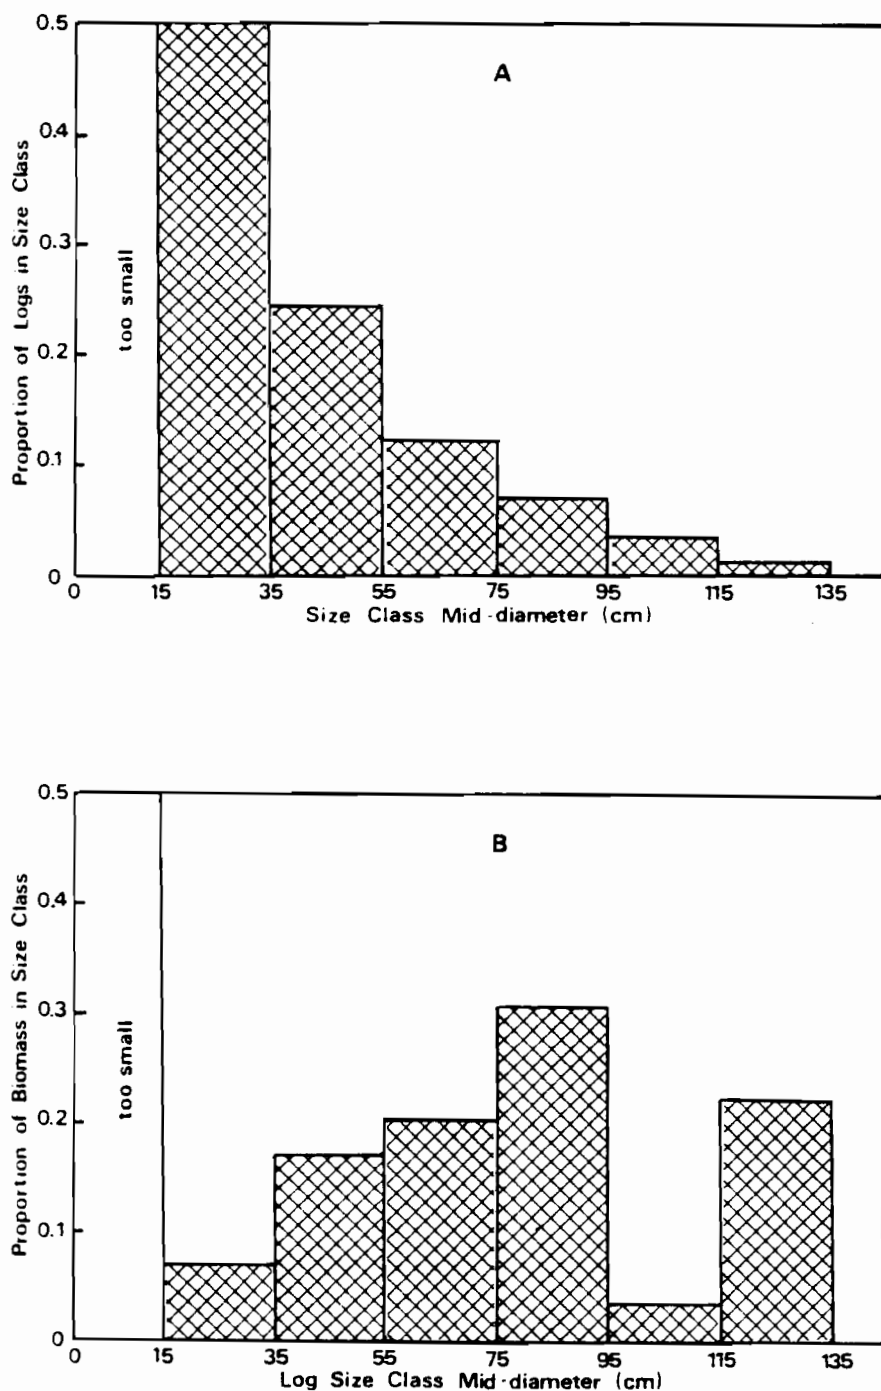 A
Proportion of Logs in Size Class
0.5
0.4
0.3
0.2
0.1
0
too small
0 15 35 55 75 95 115 135
Size Class Mid-diameter (cm)
B
Proportion of Biomass in Size Class
0.5
0.4
0.3
0.2
0.1
0
too small
0 15 35 55 75 95 115 135
Log Size Class Mid-diameter (cm)